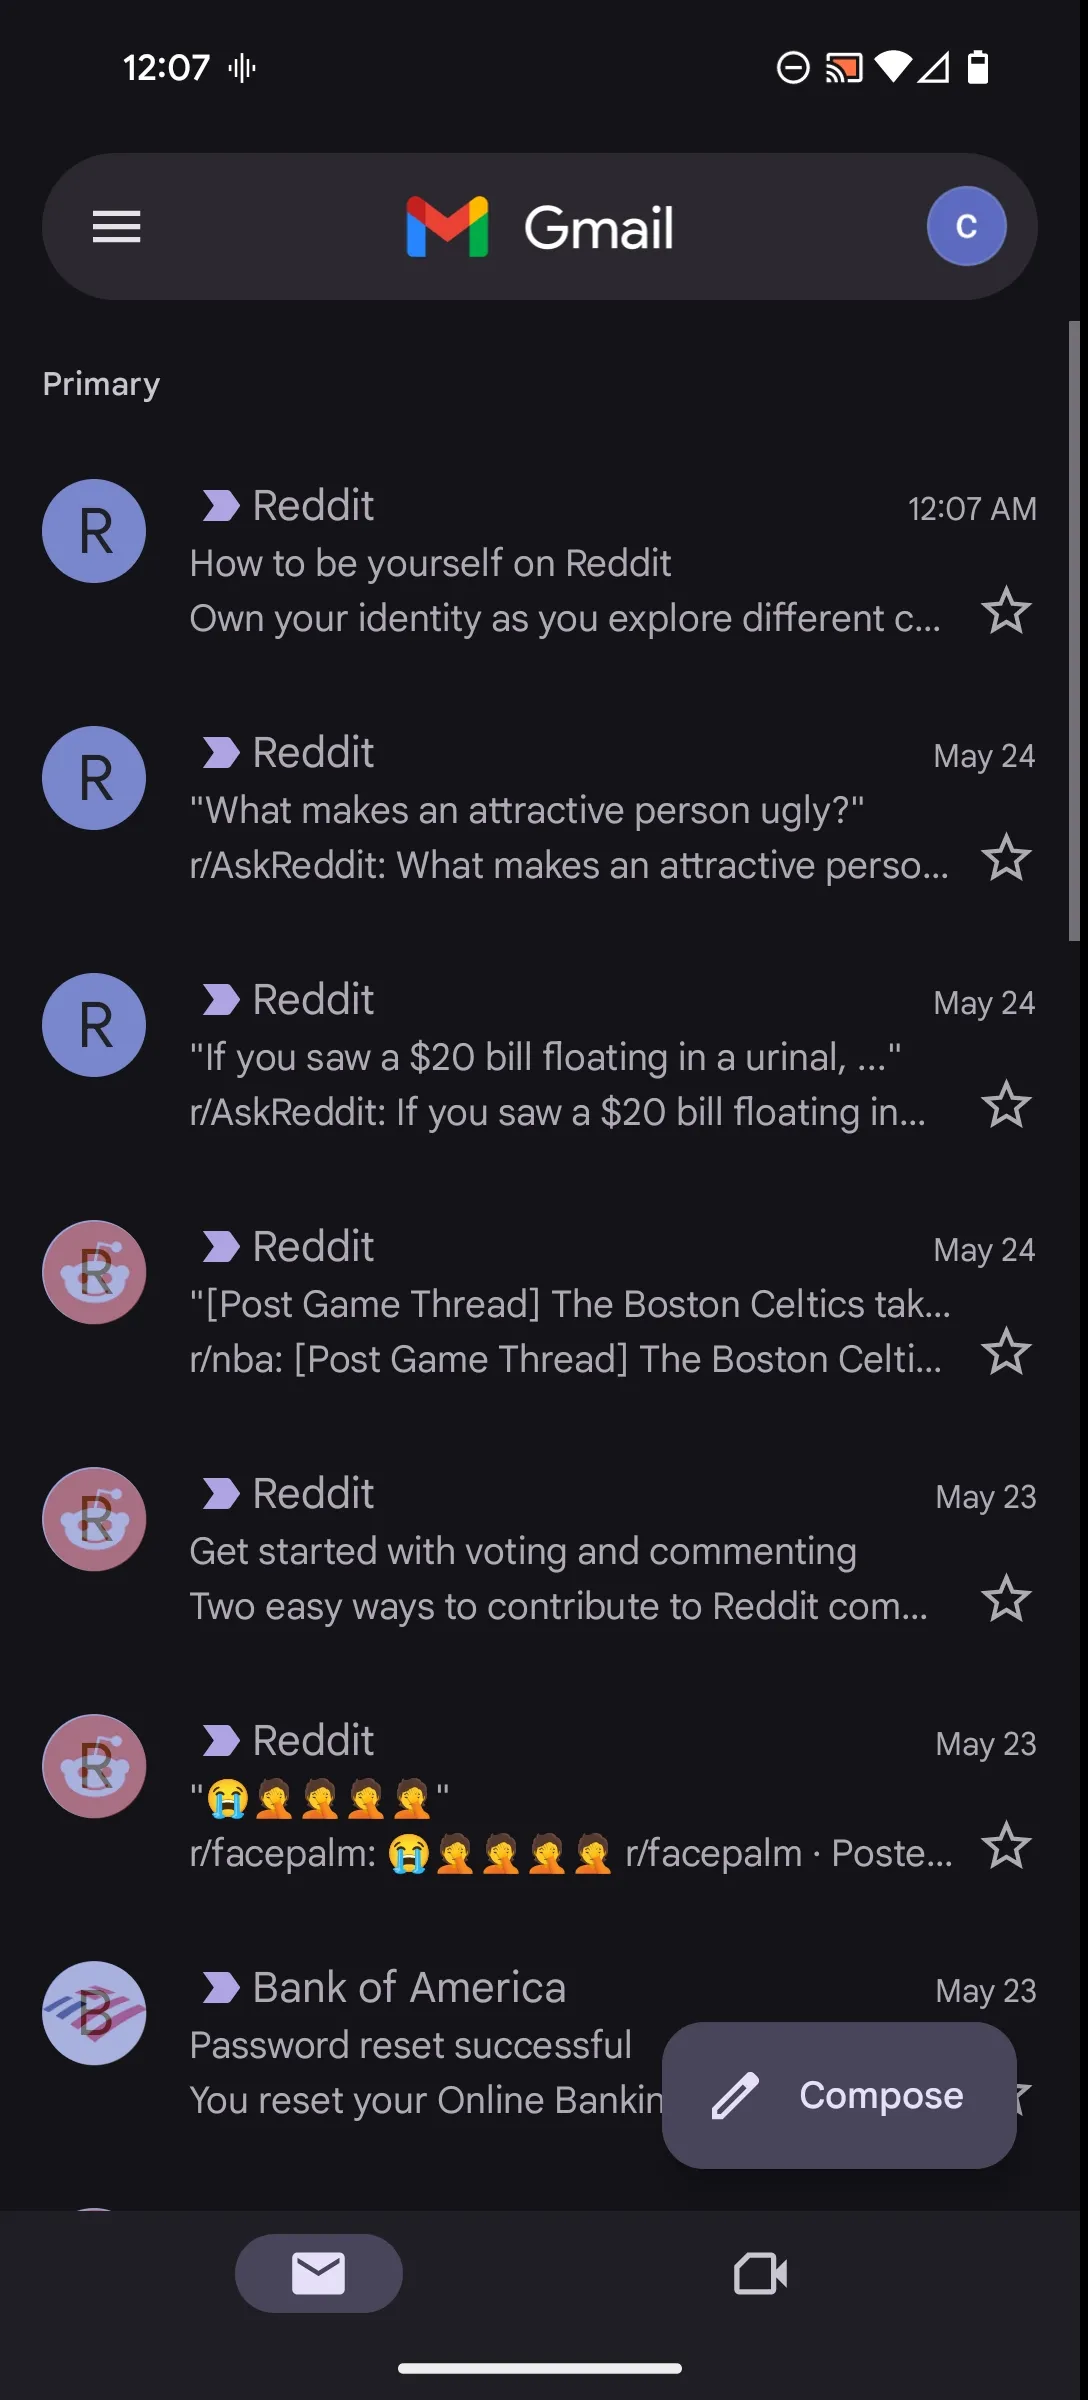 12:07
Gmail
C
Primary
R
Reddit
12:07 AM
How to be yourself on Reddit
Own your identity as you explore different c...
R
Reddit
May 24
"What makes an attractive person ugly?"
r/AskReddit: What makes an attractive perso...
R
Reddit
May 24
"If you saw a $20 bill floating in a urinal, ..."
r/AskReddit: If you saw a $20 bill floating in...
R
Reddit
May 24
"[Post Game Thread] The Boston Celtics tak...
r/nba: [Post Game Thread] The Boston Celti...
R
Reddit
May 23
Get started with voting and commenting
Two easy ways to contribute to Reddit com...
R
Reddit
May 23
"😭🤦🤦🤦🤦"
r/facepalm: 😭🤦🤦🤦🤦 r/facepalm · Poste...
B
Bank of America
May 23
Password reset successful
You reset your Online Bankin
Compose